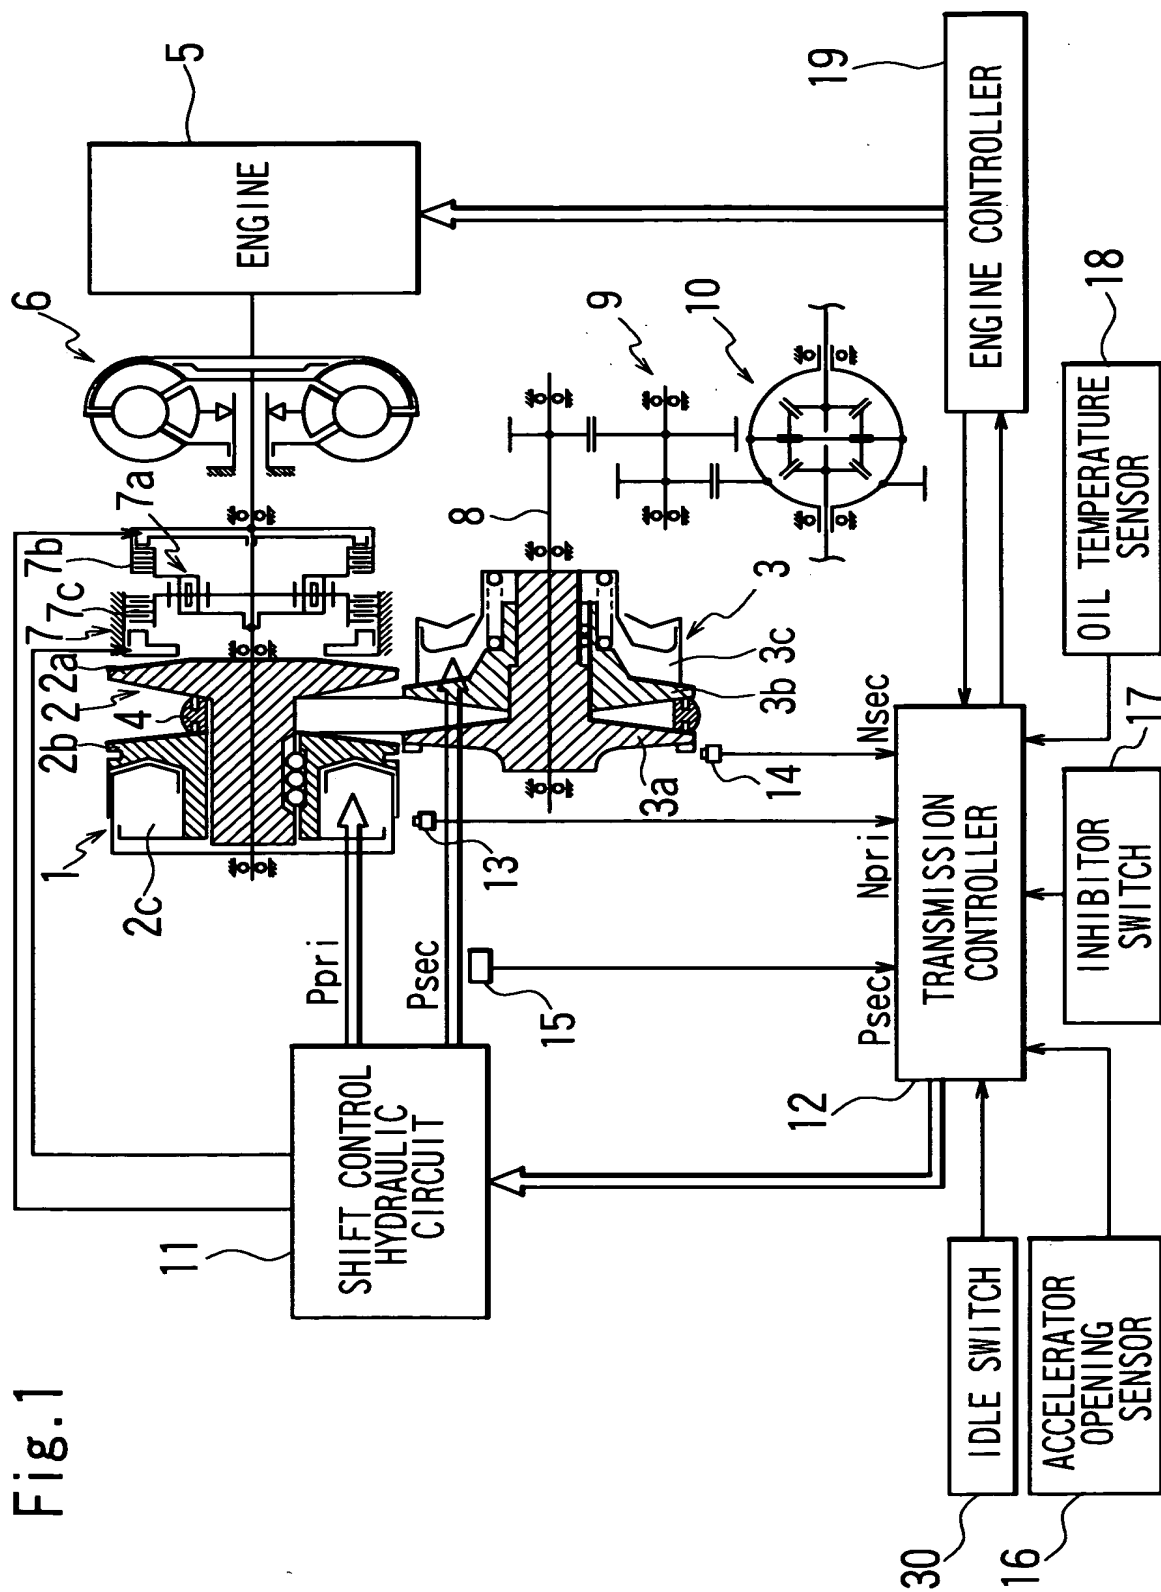 Fig.1
1
2c
2b
4
2
2a
7
7c
7b
7a
6
5
ENGINE
11
SHIFT CONTROL
HYDRAULIC
CIRCUIT
Ppri
Psec
15
13
14
3a
3b
3c
3
8
9
10
12
Psec
Npri
Nsec
TRANSMISSION
CONTROLLER
19
ENGINE CONTROLLER
30
IDLE SWITCH
16
ACCELERATOR
OPENING
SENSOR
17
INHIBITOR
SWITCH
18
OIL TEMPERATURE
SENSOR